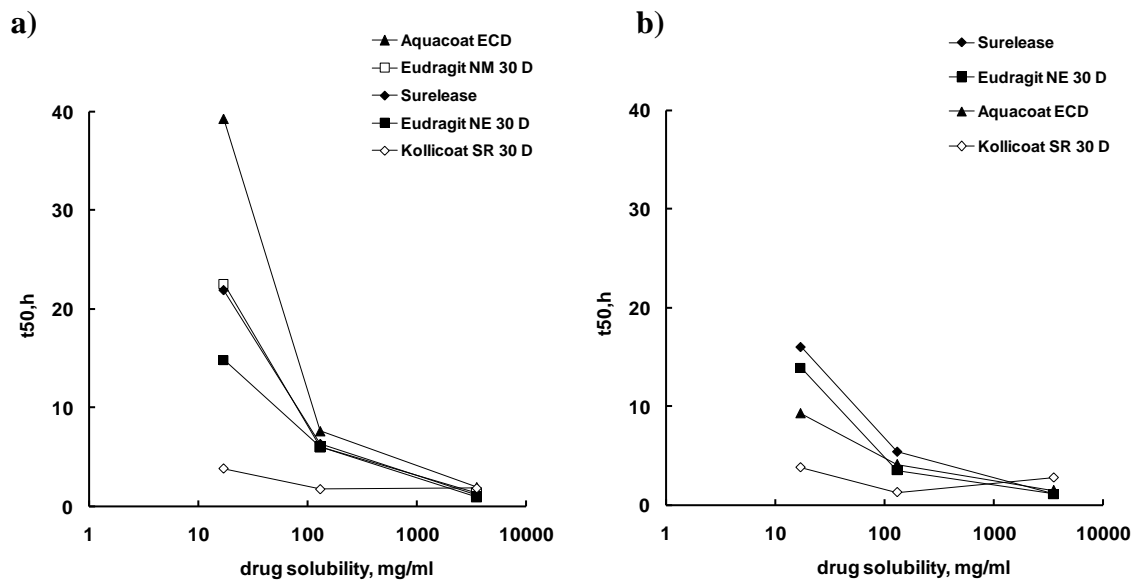 a)
Aquacoat ECD
Eudragit NM 30 D
Surelease
Eudragit NE 30 D
Kollicoat SR 30 D
40
30
20
10
0
t50,h
1 10 100 1000 10000
drug solubility, mg/ml
b)
Surelease
Eudragit NE 30 D
Aquacoat ECD
Kollicoat SR 30 D
40
30
20
10
0
t50,h
1 10 100 1000 10000
drug solubility, mg/ml